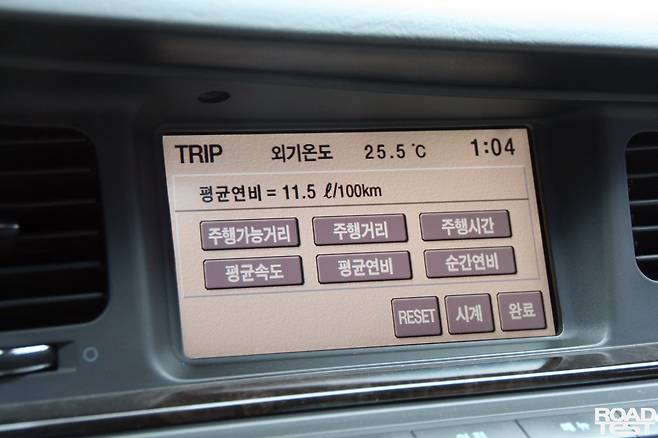 TRIP 외기온도 25.5 °C 1:04
평균연비 = 11.5 ℓ/100km
주행가능거리 주행거리 주행시간
평균속도 평균연비 순간연비
RESET 시계 완료
ROAD
TEST